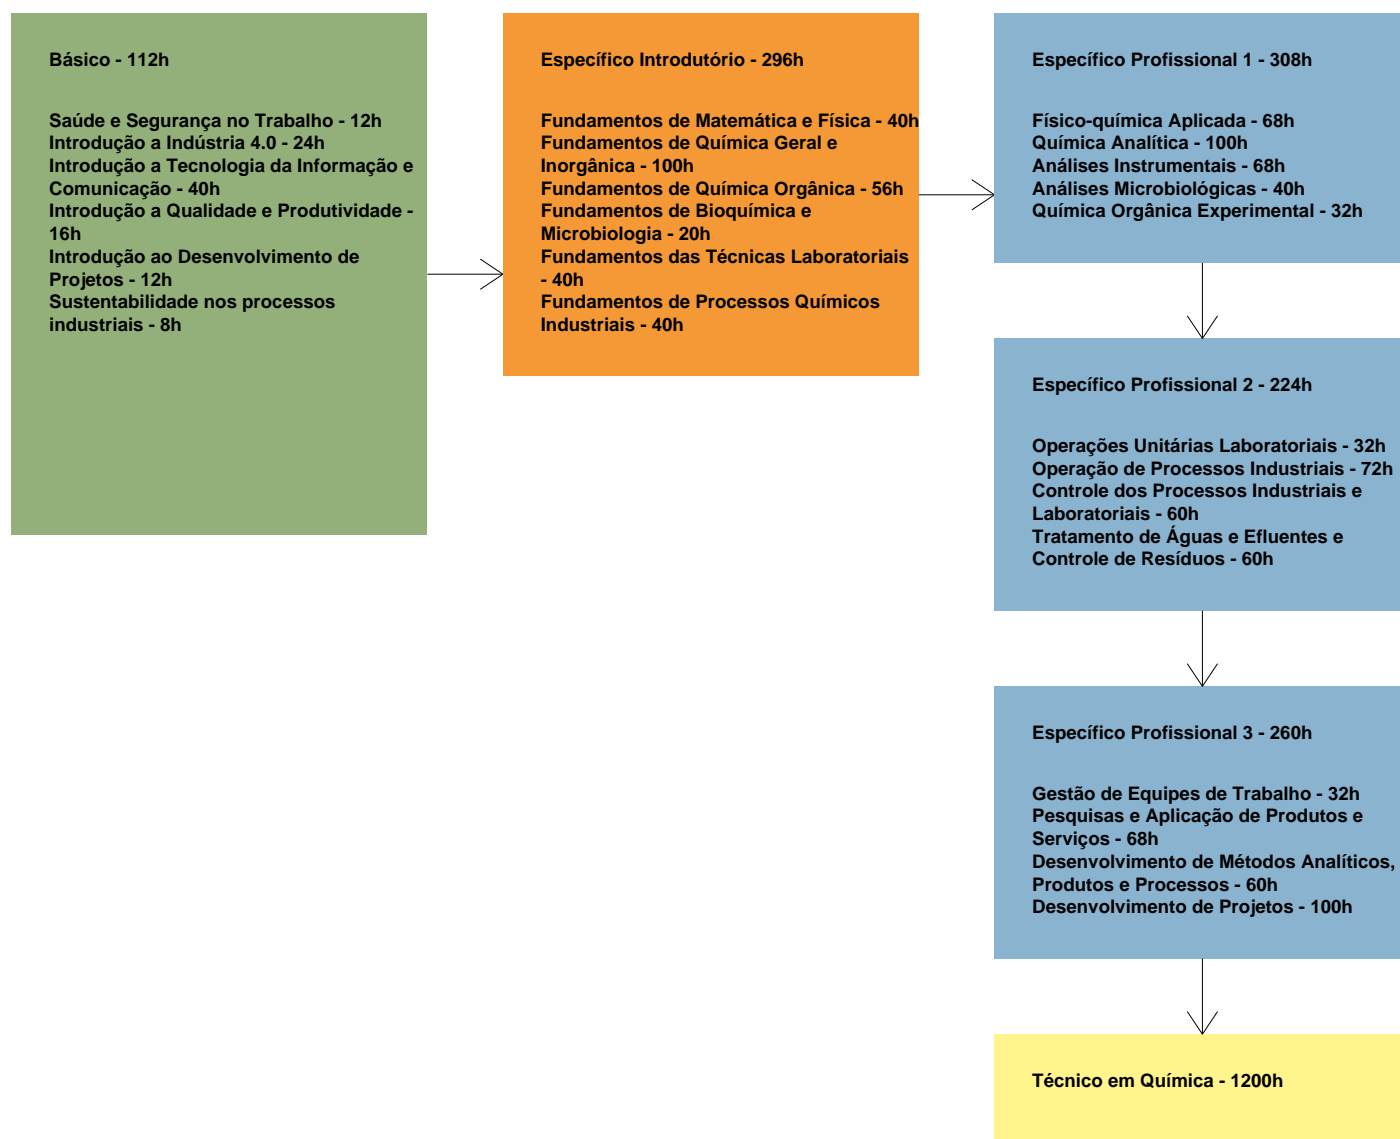 Básico - 112h
Saúde e Segurança no Trabalho - 12h
Introdução a Indústria 4.0 - 24h
Introdução a Tecnologia da Informação e
Comunicação - 40h
Introdução a Qualidade e Produtividade -
16h
Introdução ao Desenvolvimento de
Projetos - 12h
Sustentabilidade nos processos
industriais - 8h
Específico Introdutório - 296h
Fundamentos de Matemática e Física - 40h
Fundamentos de Química Geral e
Inorgânica - 100h
Fundamentos de Química Orgânica - 56h
Fundamentos de Bioquímica e
Microbiologia - 20h
Fundamentos das Técnicas Laboratoriais
- 40h
Fundamentos de Processos Químicos
Industriais - 40h
Específico Profissional 1 - 308h
Físico-química Aplicada - 68h
Química Analítica - 100h
Análises Instrumentais - 68h
Análises Microbiológicas - 40h
Química Orgânica Experimental - 32h
Específico Profissional 2 - 224h
Operações Unitárias Laboratoriais - 32h
Operação de Processos Industriais - 72h
Controle dos Processos Industriais e
Laboratoriais - 60h
Tratamento de Águas e Efluentes e
Controle de Resíduos - 60h
Específico Profissional 3 - 260h
Gestão de Equipes de Trabalho - 32h
Pesquisas e Aplicação de Produtos e
Serviços - 68h
Desenvolvimento de Métodos Analíticos,
Produtos e Processos - 60h
Desenvolvimento de Projetos - 100h
Técnico em Química - 1200h